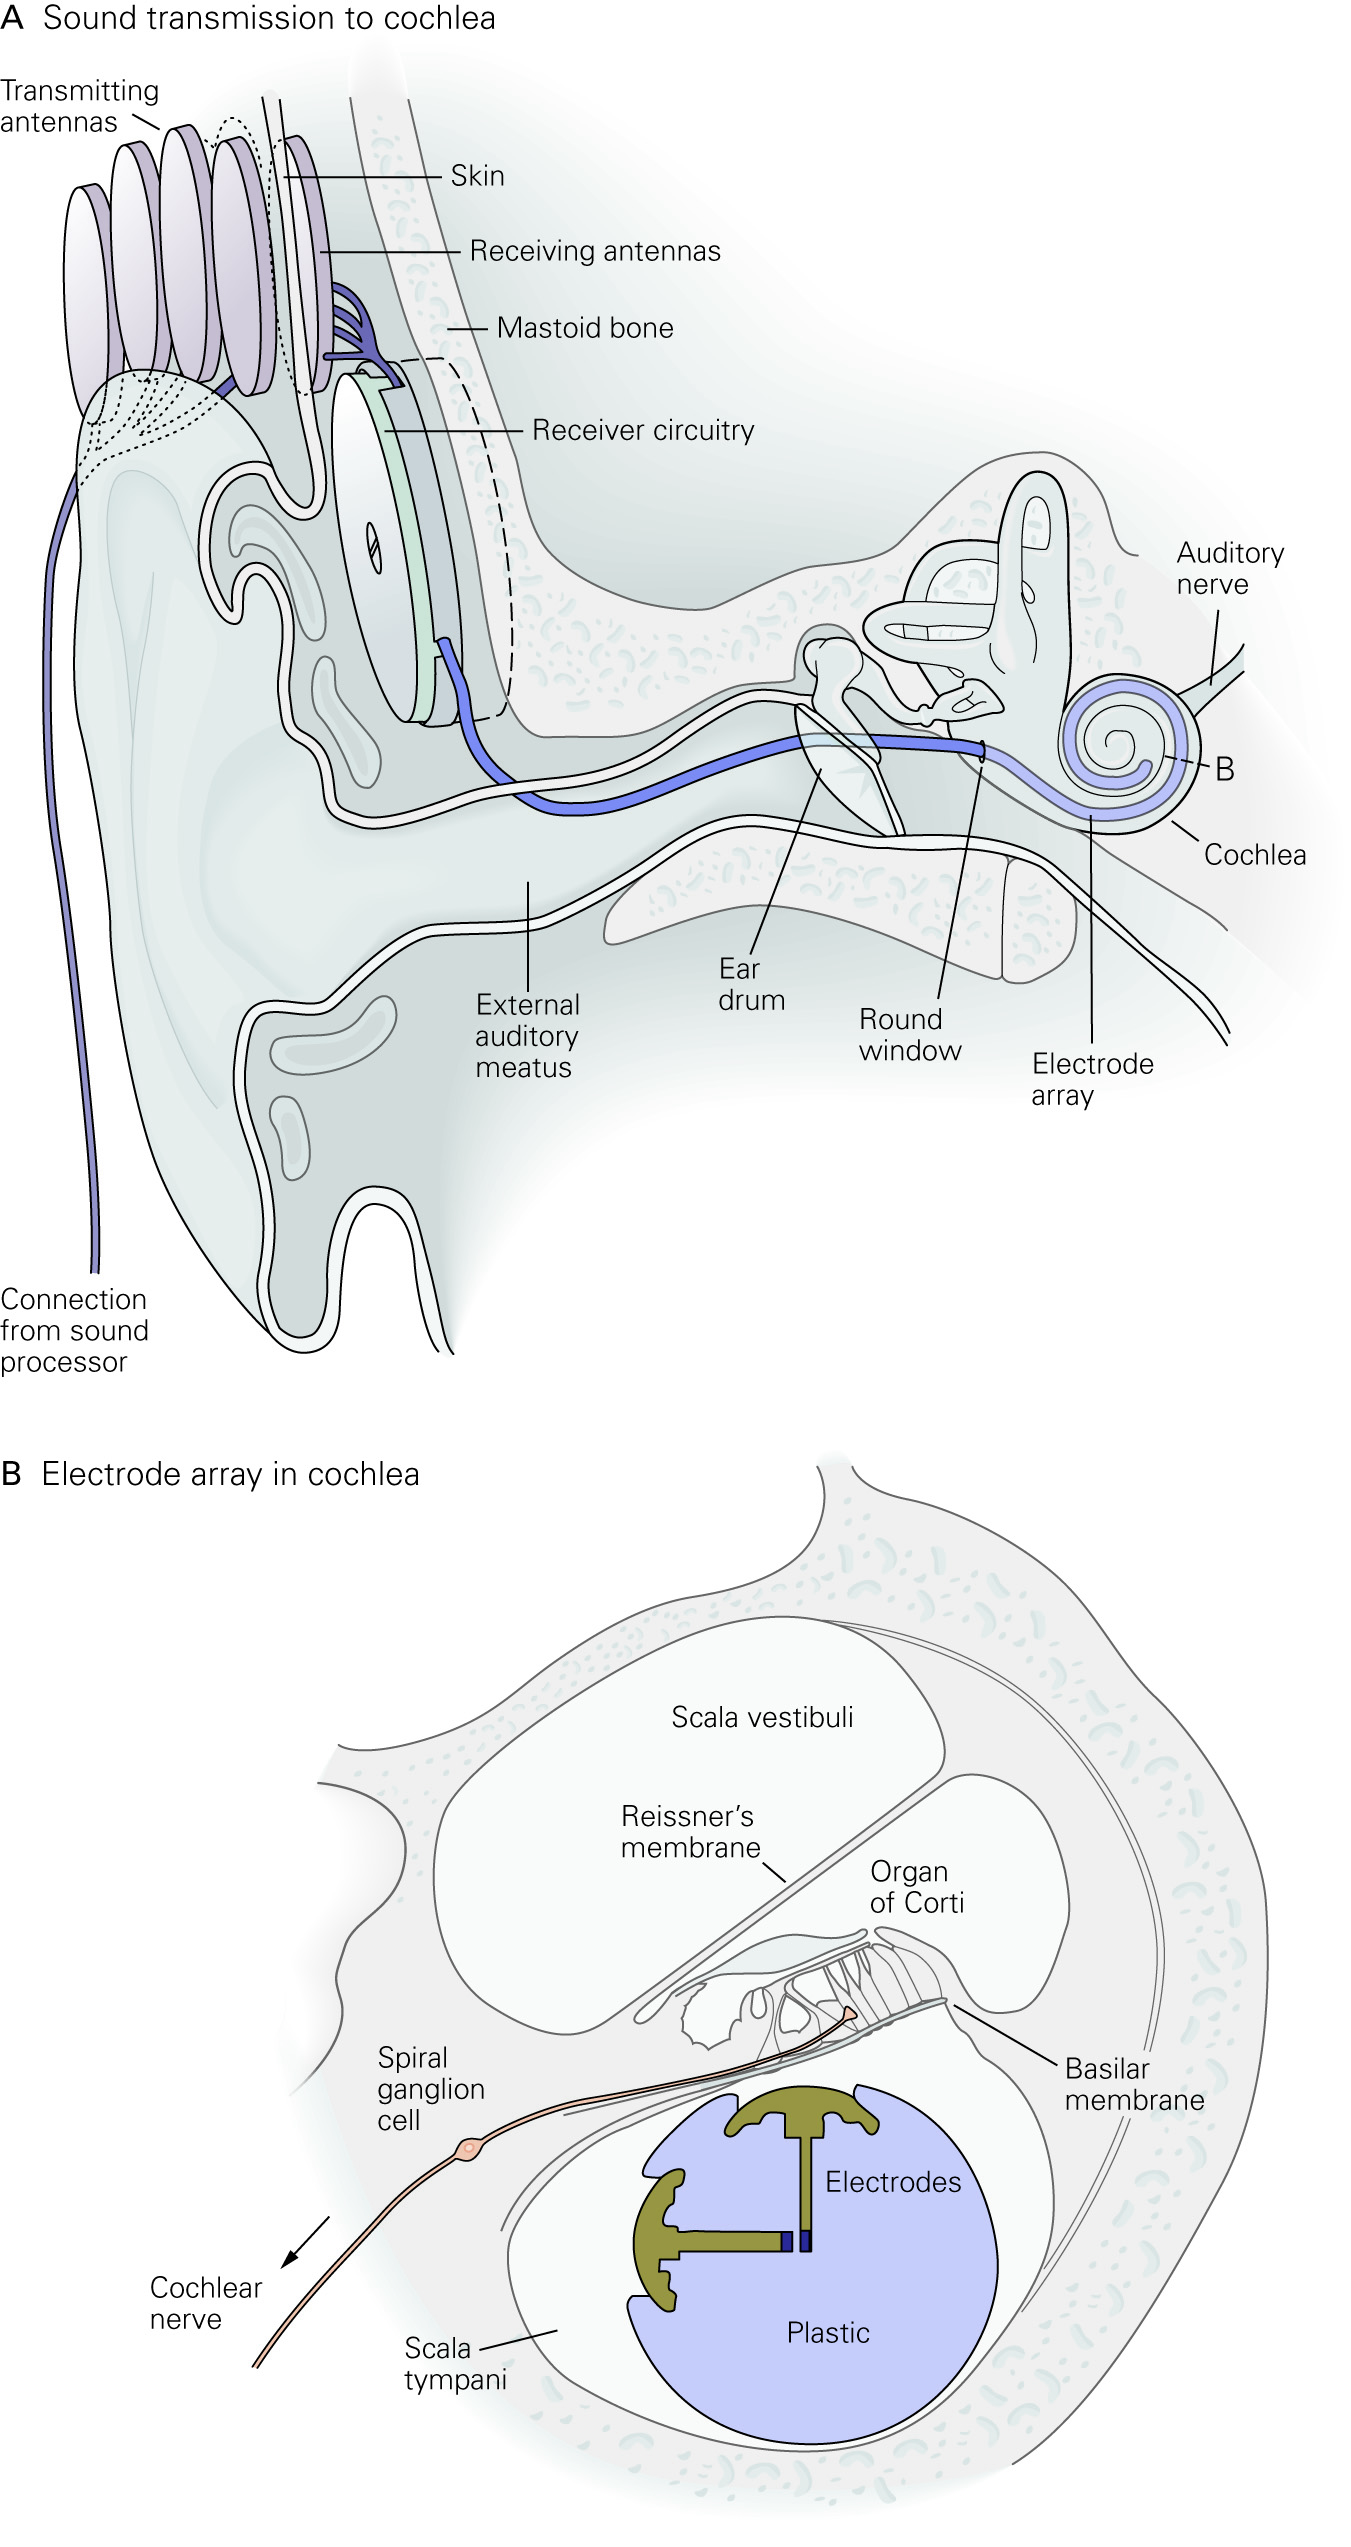 A Sound transmission to cochlea
Transmitting
antennas
Skin
Receiving antennas
Mastoid bone
Receiver circuitry
Auditory
nerve
B
Cochlea
Ear
drum
External
auditory
meatus
Round
window
Electrode
array
Connection
from sound
processor
B Electrode array in cochlea
Scala vestibuli
Reissner’s
membrane
Organ
of Corti
Spiral
ganglion
cell
Basilar
membrane
Electrodes
Cochlear
nerve
Plastic
Scala
tympani